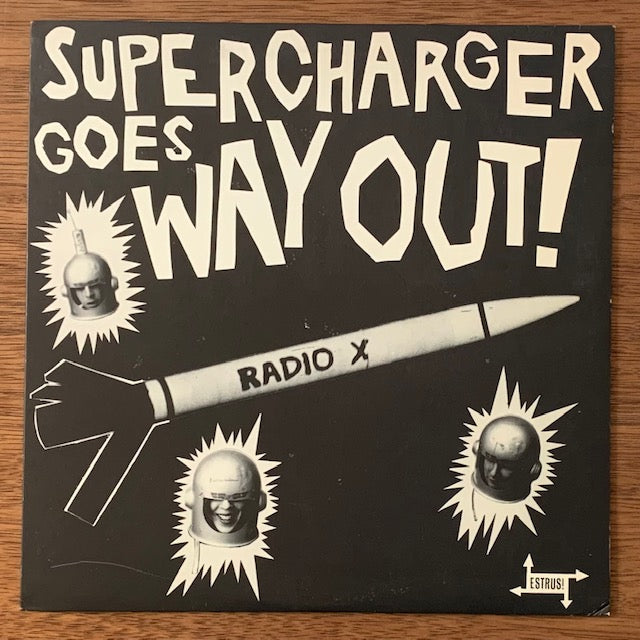 SUPERCHARGER
GOES
WAY OUT!
RADIO X
ESTRUS!